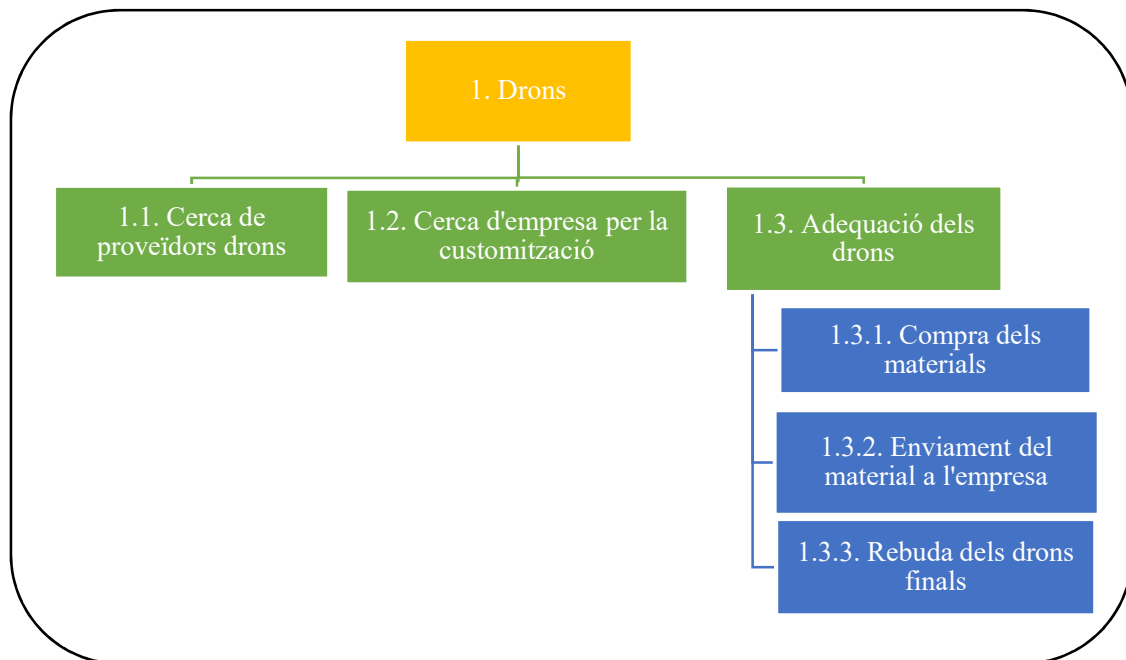 1. Drons
1.1. Cerca de
proveïdors drons
1.2. Cerca d'empresa per la
customització
1.3. Adequació dels
drons
1.3.1. Compra dels
materials
1.3.2. Enviament del
material a l'empresa
1.3.3. Rebuda dels drons
finals